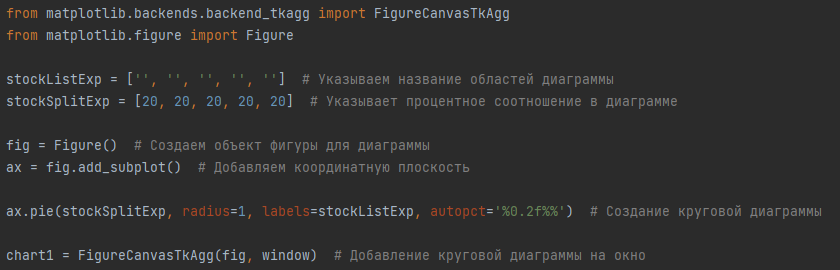 from matplotlib.backends.backend_tkagg import FigureCanvasTkAgg
from matplotlib.figure import Figure
stockListExp = ['', '', '', '', '']  # Указываем название областей диаграммы
stockSplitExp = [20, 20, 20, 20, 20]  # Указывает процентное соотношение в диаграмме
fig = Figure()  # Создаем объект фигуры для диаграммы
ax = fig.add_subplot()  # Добавляем координатную плоскость
ax.pie(stockSplitExp, radius=1, labels=stockListExp, autopct='%0.2f%%')  # Создание круговой диаграммы
chart1 = FigureCanvasTkAgg(fig, window)  # Добавление круговой диаграммы на окно